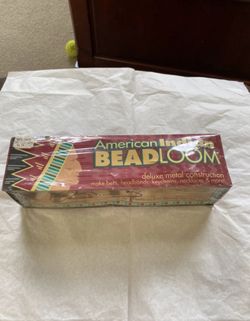 American Indian
BEADLOOM
deluxe metal construction
make belts, headbands, keychains, necklaces & more